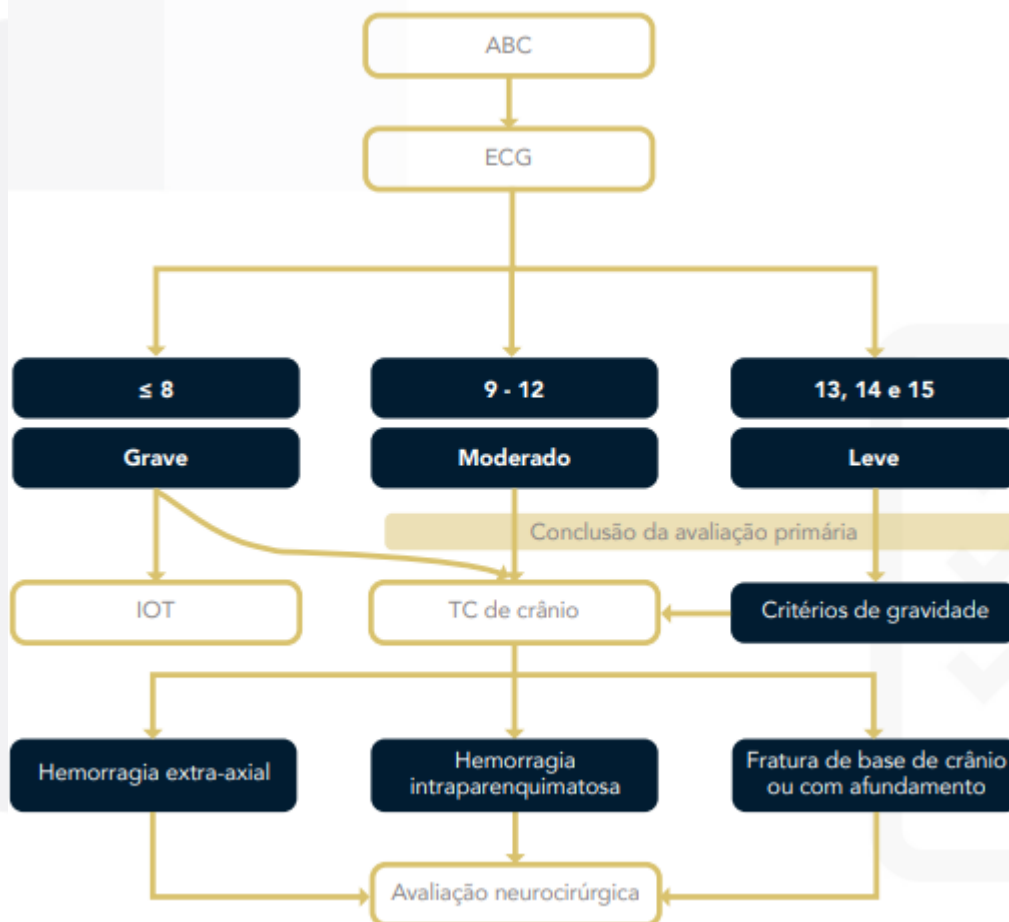 ABC
ECG
≤ 8
9 - 12
13, 14 e 15
Grave
Moderado
Leve
Conclusão da avaliação primária
IOT
TC de crânio
Critérios de gravidade
Hemorragia extra-axial
Hemorragia
intraparenquimatosa
Fratura de base de crânio
ou com afundamento
Avaliação neurocirúrgica